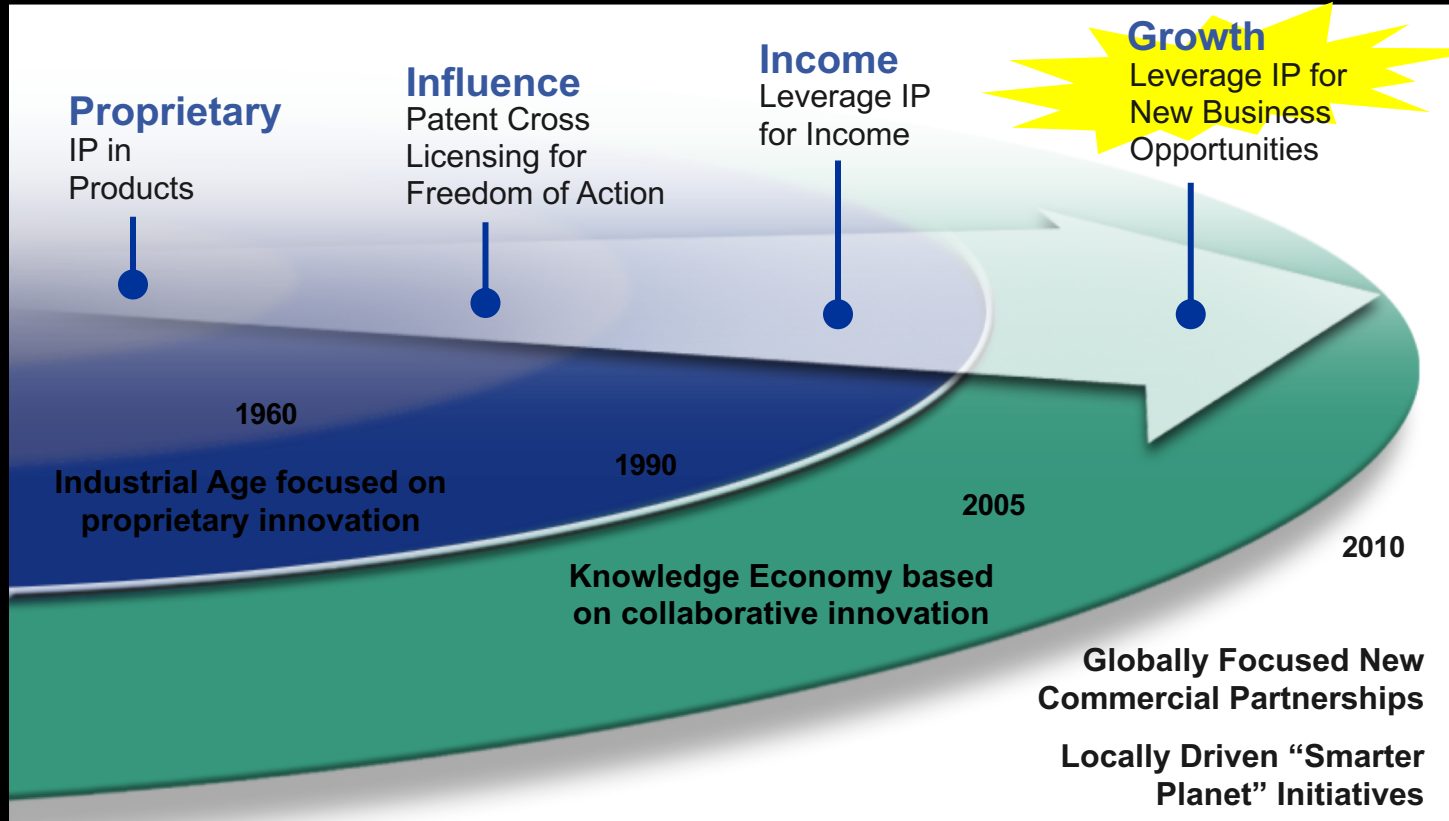 Proprietary
IP in
Products
Influence
Patent Cross
Licensing for
Freedom of Action
Income
Leverage IP
for Income
Growth
Leverage IP for
New Business
Opportunities
1960
1990
2005
2010
Industrial Age focused on
proprietary innovation
Knowledge Economy based
on collaborative innovation
Globally Focused New
Commercial Partnerships
Locally Driven “Smarter
Planet” Initiatives